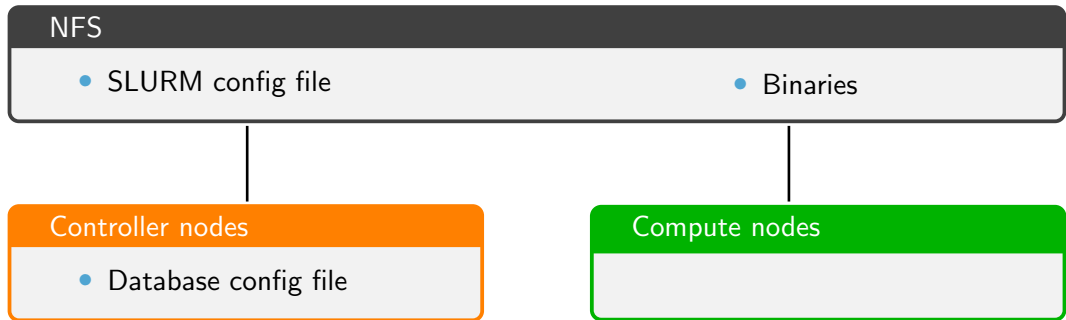 NFS
SLURM config file
Binaries
Controller nodes
Compute nodes
Database config file